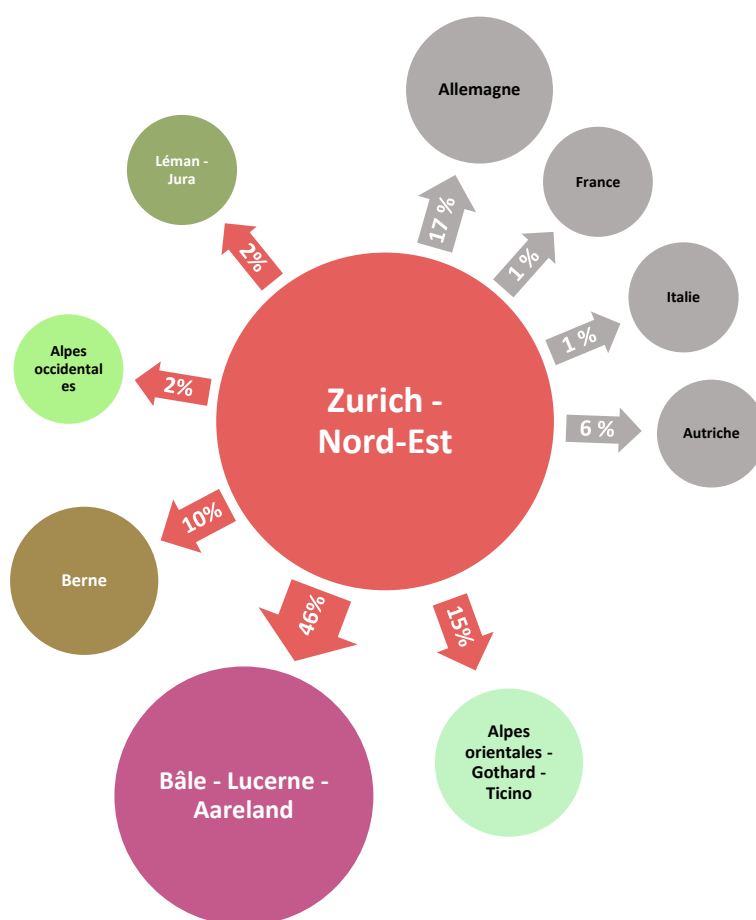 Allemagne
17 %
France
1 %
Italie
1 %
Autriche
6 %
Léman -
Jura
2%
Alpes
occidental
es
2%
Zurich -
Nord-Est
Berne
10%
46%
15%
Bâle - Lucerne -
Aareland
Alpes
orientales -
Gothard -
Ticino